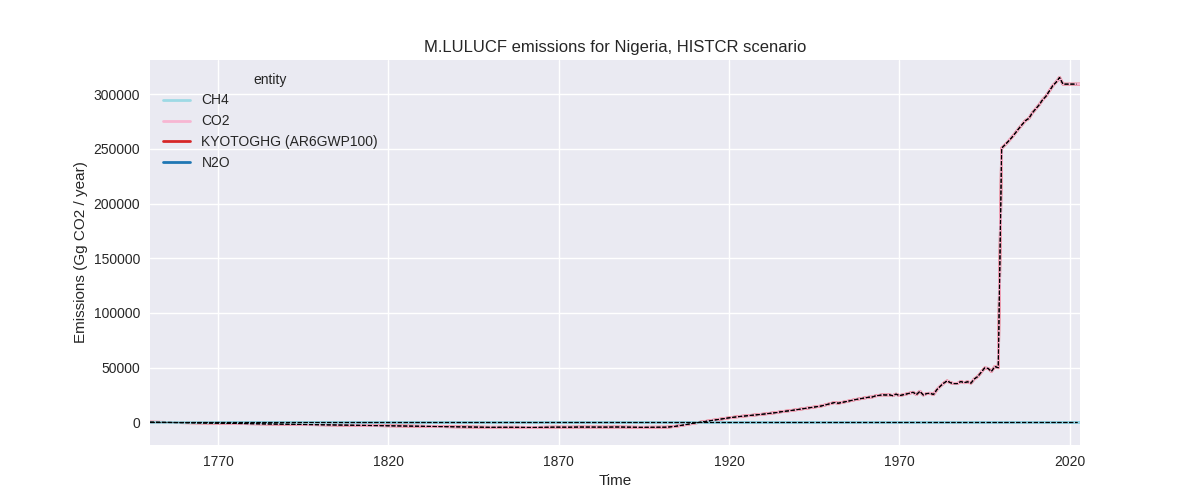 M.LULUCF emissions for Nigeria, HISTCR scenario
entity
CH4
CO2
KYOTOGHG (AR6GWP100)
N2O
Emissions (Gg CO2 / year)
300000
250000
200000
150000
100000
50000
0
1770 1820 1870 1920 1970 2020
Time